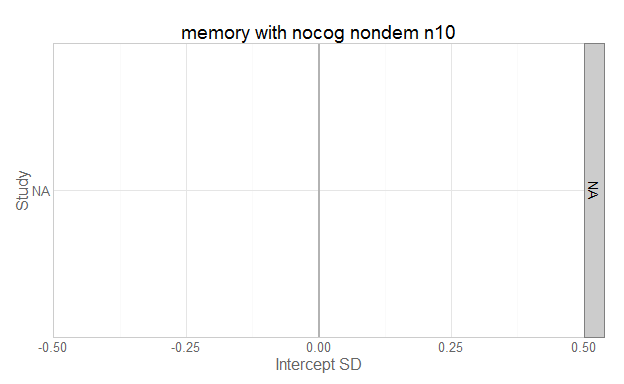 memory with nocog nondem n10
Study
NA
NA
-0.50
-0.25
0.00
0.25
0.50
Intercept SD